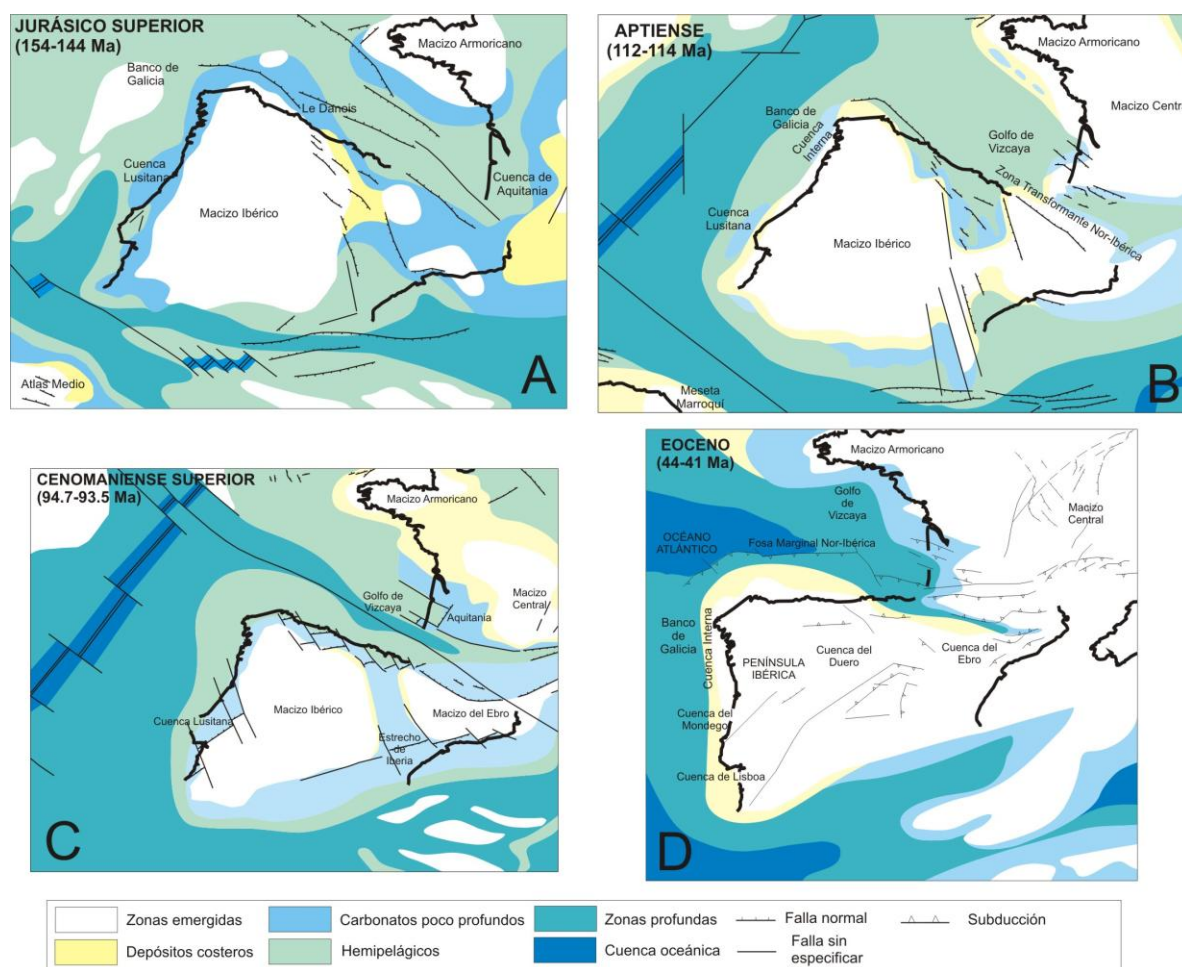 JURÁSICO SUPERIOR
(154-144 Ma)
Banco de
Galicia
Macizo Armoricano
Le Danois
Cuenca
Lusitana
Cuenca de
Aquitania
Macizo Ibérico
Atlas Medio
A
APTIENSE
(112-114 Ma)
Macizo Armoricano
Macizo Centr
Banco de
Galicia
Cuenca
Interna
Golfo de
Vizcaya
Zona Transformante Nor-Ibérica
Cuenca
Lusitana
Macizo Ibérico
Meseta
Marroquí
B
CENOMANIENSE SUPERIOR
(94.7-93.5 Ma)
Macizo Armoricano
Golfo de
Vizcaya
Macizo
Central
Aquitania
Cuenca Lusitana
Macizo Ibérico
Macizo del Ebro
Estrecho
de
Iberia
C
EOCENO
(44-41 Ma)
Macizo Armoricano
Golfo
de
Vizcaya
Macizo
Central
OCÉANO
ATLÁNTICO
Fosa Marginal Nor-Ibérica
Banco
de
Galicia
Cuenca Interna
PENÍNSULA
IBÉRICA
Cuenca del
Duero
Cuenca del
Ebro
Cuenca del
Mondego
Cuenca de Lisboa
D
Zonas emergidas
Carbonatos poco profundos
Zonas profundas
Falla normal
Subducción
Depósitos costeros
Hemipelágicos
Cuenca oceánica
Falla sin
especificar